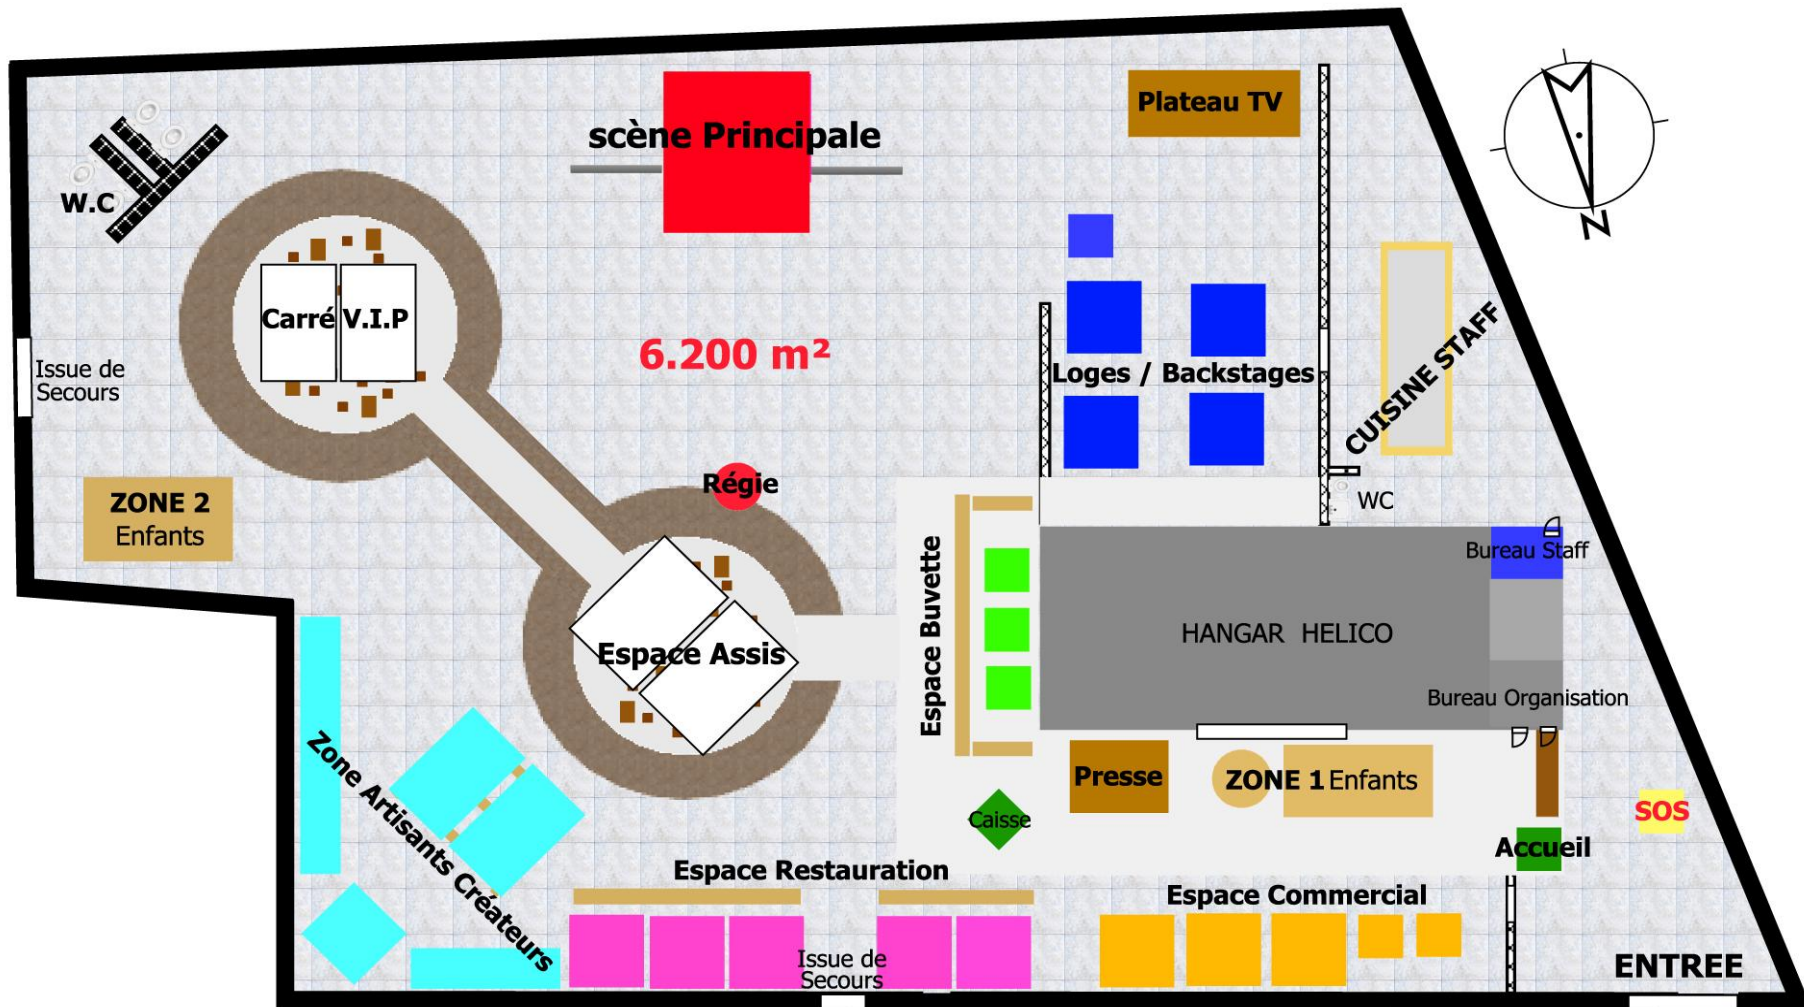 Plateau TV
scène Principale
W.C
N
Carré V.I.P
6.200 m²
Issue de
Secours
Loges / Backstages
CUISINE STAFF
Régie
WC
ZONE 2
Enfants
Bureau Staff
Espace Buvette
HANGAR HELICO
Espace Assis
Bureau Organisation
Zone Artisants Créateurs
Presse
ZONE 1 Enfants
Caisse
SOS
Accueil
Espace Restauration
Espace Commercial
Issue de
Secours
ENTREE